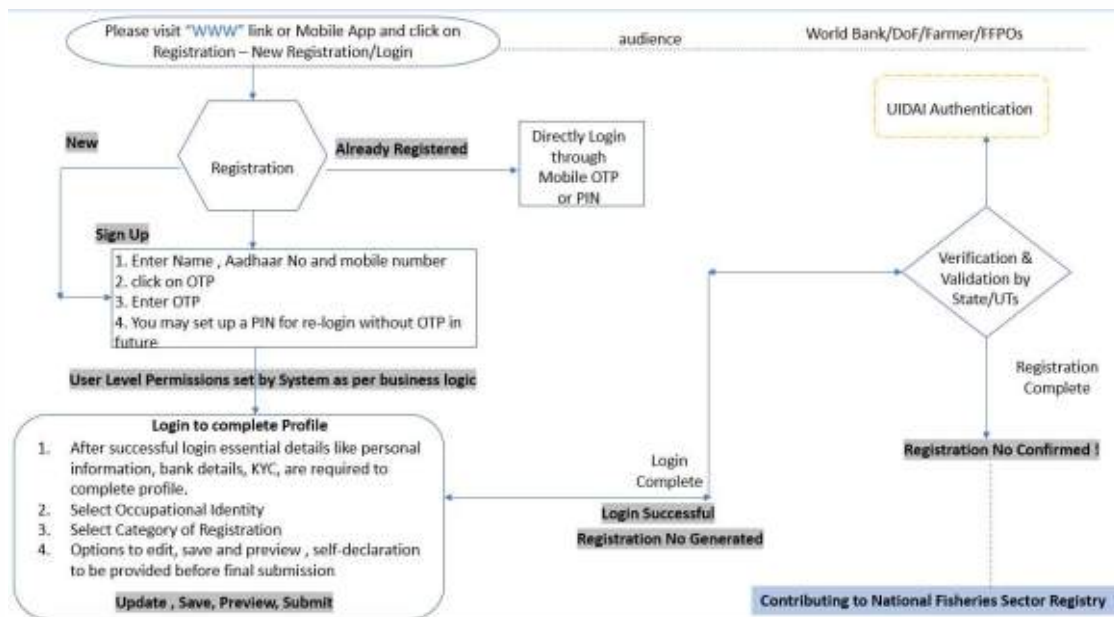 Please visit "WWW" link or Mobile App and click on
Registration – New Registration/Login
audience
World Bank/DoF/Farmer/FFPOs
UIDAI Authentication
New
Already Registered
Registration
Directly Login
through
Mobile OTP
or PIN
Sign Up
1. Enter Name , Aadhaar No and mobile number
2. click on OTP
3. Enter OTP
4. You may set up a PIN for re-login without OTP in
future
Verification &
Validation by
State/UTs
User Level Permissions set by System as per business logic
Registration
Complete
Login to complete Profile
1. After successful login essential details like personal
information, bank details, KYC, are required to
complete profile.
2. Select Occupational Identity
3. Select Category of Registration
4. Options to edit, save and preview , self-declaration
to be provided before final submission
Update , Save, Preview, Submit
Login
Complete
Login Successful
Registration No Generated
Registration No Confirmed !
Contributing to National Fisheries Sector Registry